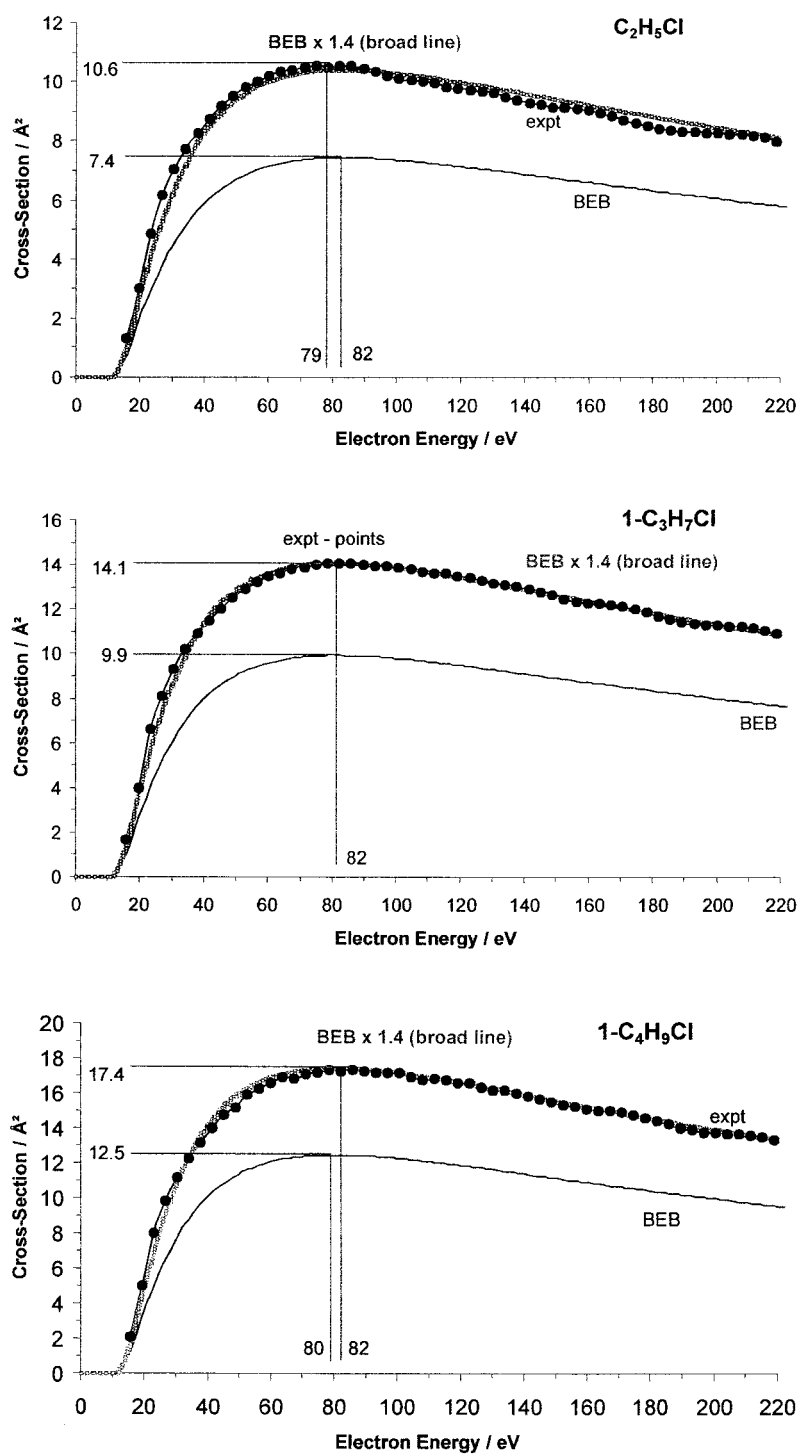 C₂H₅Cl
BEB x 1.4 (broad line)
12
10.6
10
8
7.4
6
4
2
0
Cross-Section / Å²
expt
BEB
79
82
0 20 40 60 80 100 120 140 160 180 200 220
Electron Energy / eV
1-C₃H₇Cl
expt - points
BEB x 1.4 (broad line)
16
14.1
14
12
9.9
10
8
6
4
2
0
Cross-Section / Å²
BEB
82
0 20 40 60 80 100 120 140 160 180 200 220
Electron Energy / eV
1-C₄H₉Cl
BEB x 1.4 (broad line)
20
18
17.4
16
14
12.5
12
10
8
6
4
2
0
Cross-Section / Å²
expt
BEB
80
82
0 20 40 60 80 100 120 140 160 180 200 220
Electron Energy / eV